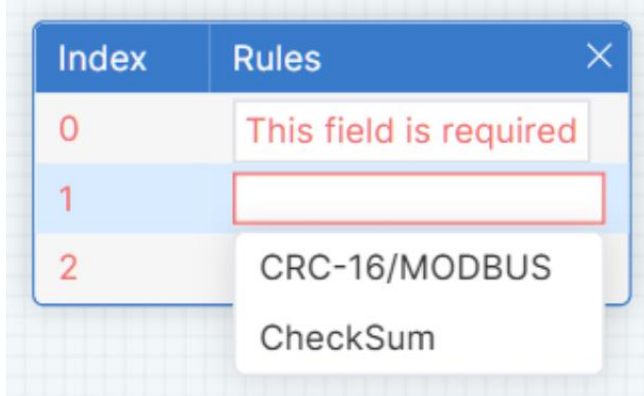 Index Rules
0 This field is required
1
2
CRC-16/MODBUS
CheckSum